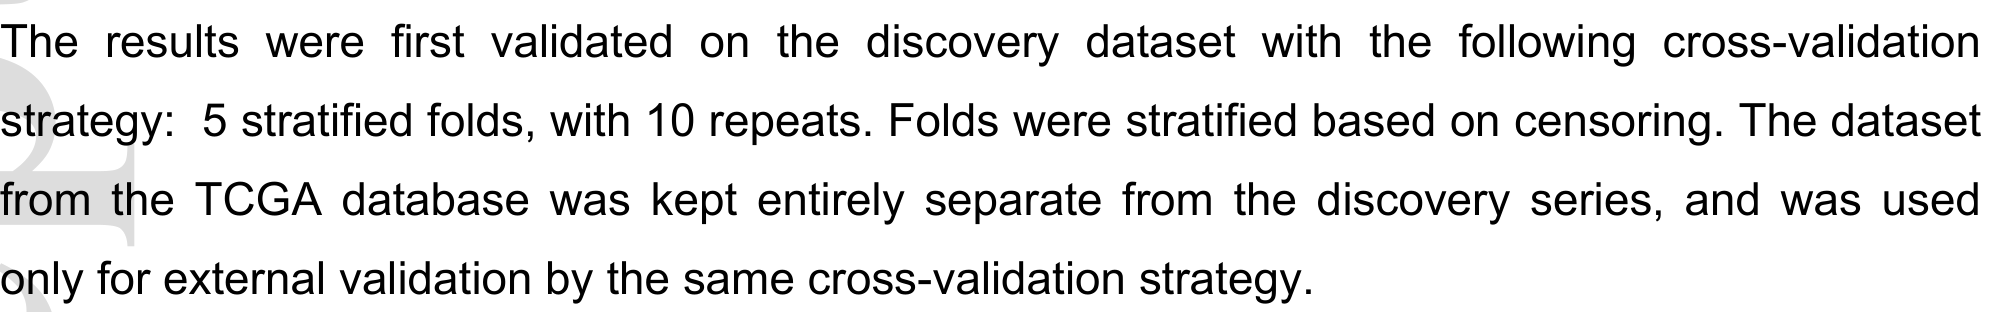 The results were first validated on the discovery dataset with the following cross-validation
strategy:  5 stratified folds, with 10 repeats. Folds were stratified based on censoring. The dataset
from the TCGA database was kept entirely separate from the discovery series, and was used
only for external validation by the same cross-validation strategy.